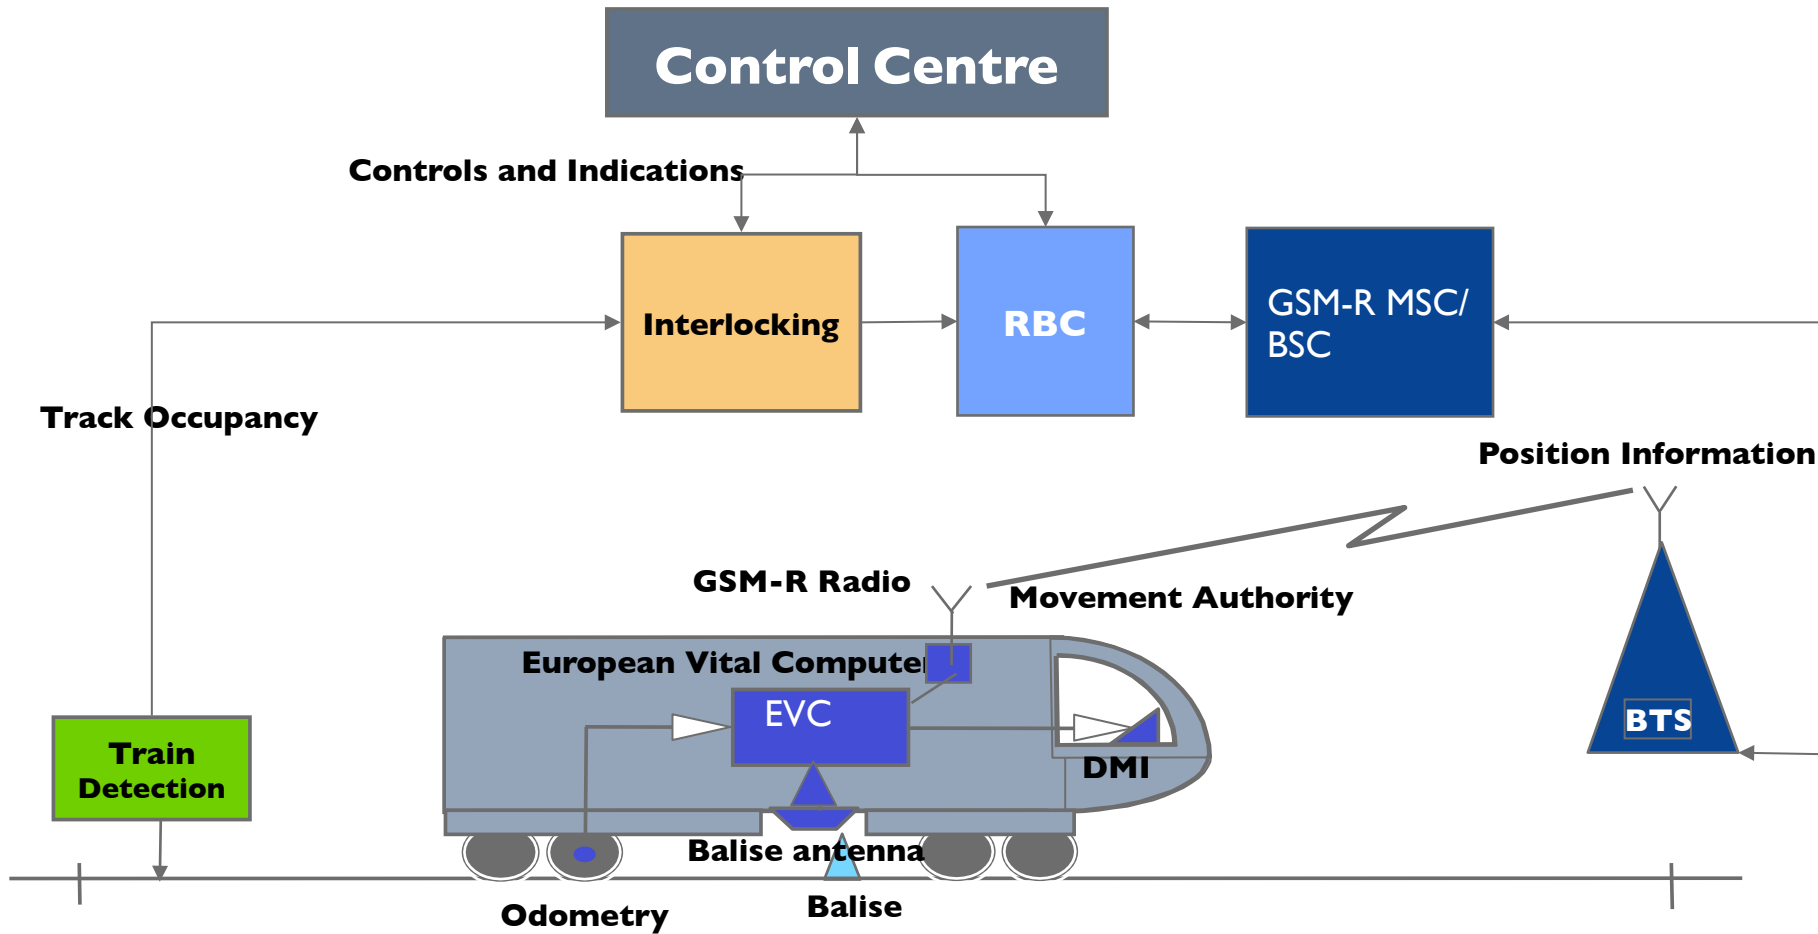 Control Centre
Controls and Indications
Interlocking
RBC
GSM-R MSC/
BSC
Track Occupancy
Position Information
GSM-R Radio
Movement Authority
European Vital Computer
EVC
BTS
Train
Detection
DMI
Balise antenna
Balise
Odometry